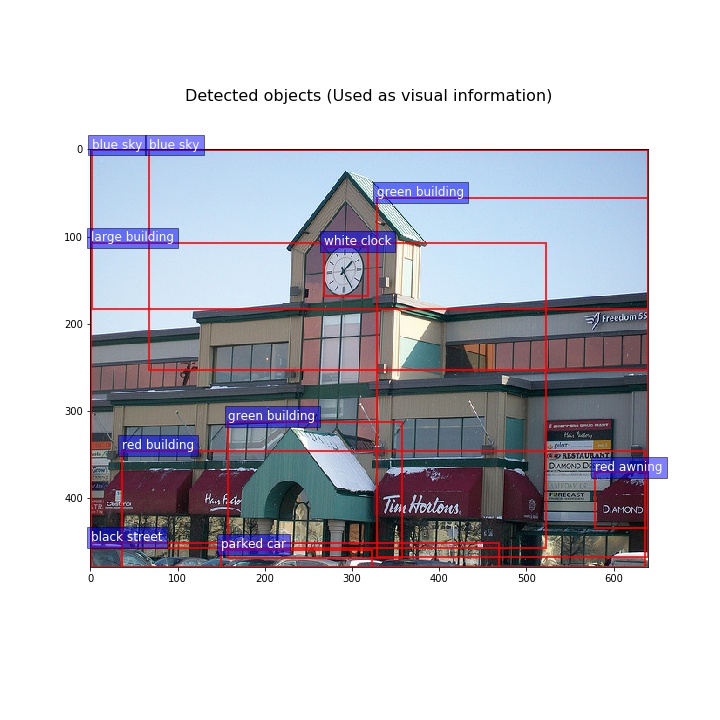 Detected objects (Used as visual information)
blue sky
blue sky
green building
large building
white clock
freedom 55
green building
Hair Factory
red building
RESTAURANT
DIAMOND
red awning
FIRECAST
Tim Hortons.
DIAMOND
black street
parked car
0
100
200
300
400
0
100
200
300
400
500
600